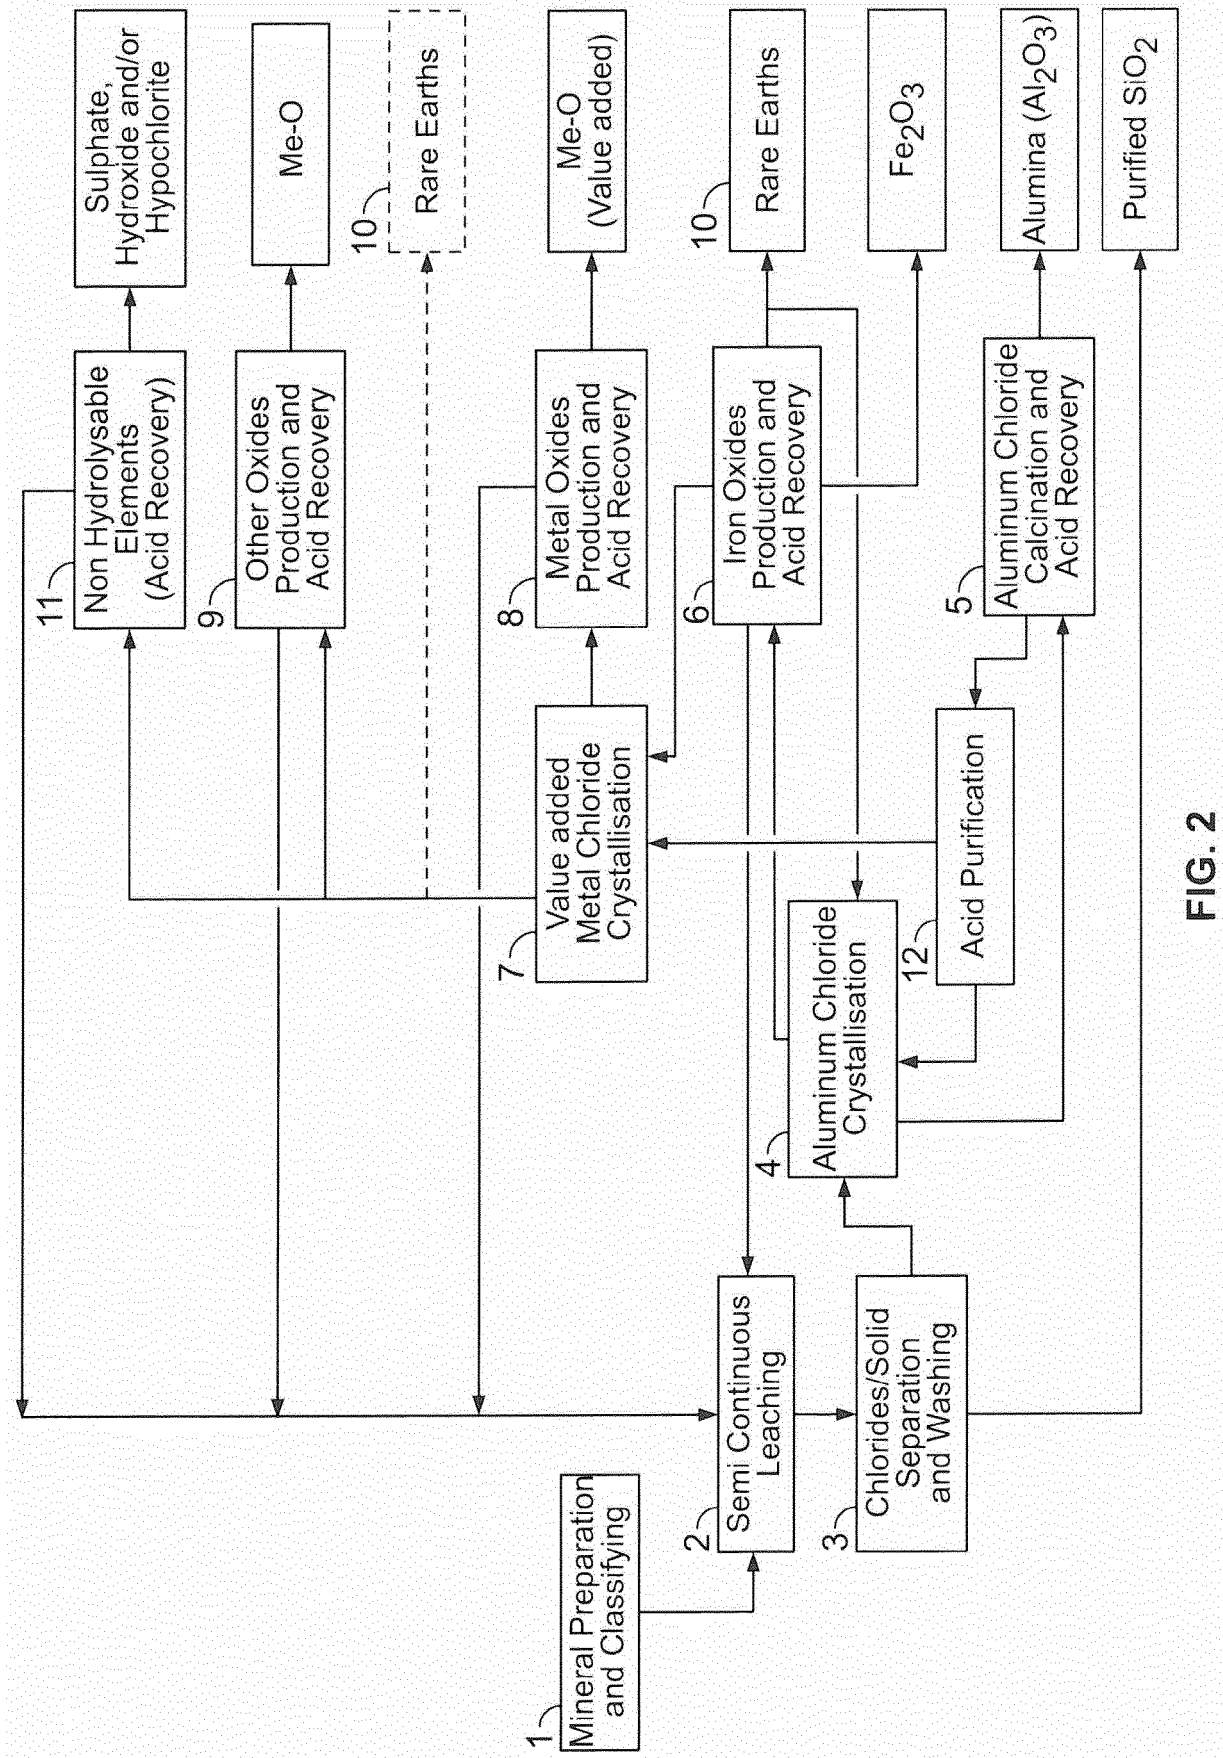 1
Mineral Preparation
and Classifying
2
Semi Continuous
Leaching
3
Chlorides/Solid
Separation
and Washing
4
Aluminum Chloride
Crystallisation
12
Acid Purification
7
Value added
Metal Chloride
Crystallisation
11
Non Hydrolysable
Elements
(Acid Recovery)
9
Other Oxides
Production and
Acid Recovery
8
Metal Oxides
Production and
Acid Recovery
6
Iron Oxides
Production and
Acid Recovery
5
Aluminum Chloride
Calcination and
Acid Recovery
Sulphate,
Hydroxide and/or
Hypochlorite
Me-O
10
Rare Earths
Me-O
(Value added)
10
Rare Earths
Fe2O3
Alumina (Al2O3)
Purified SiO2
FIG. 2